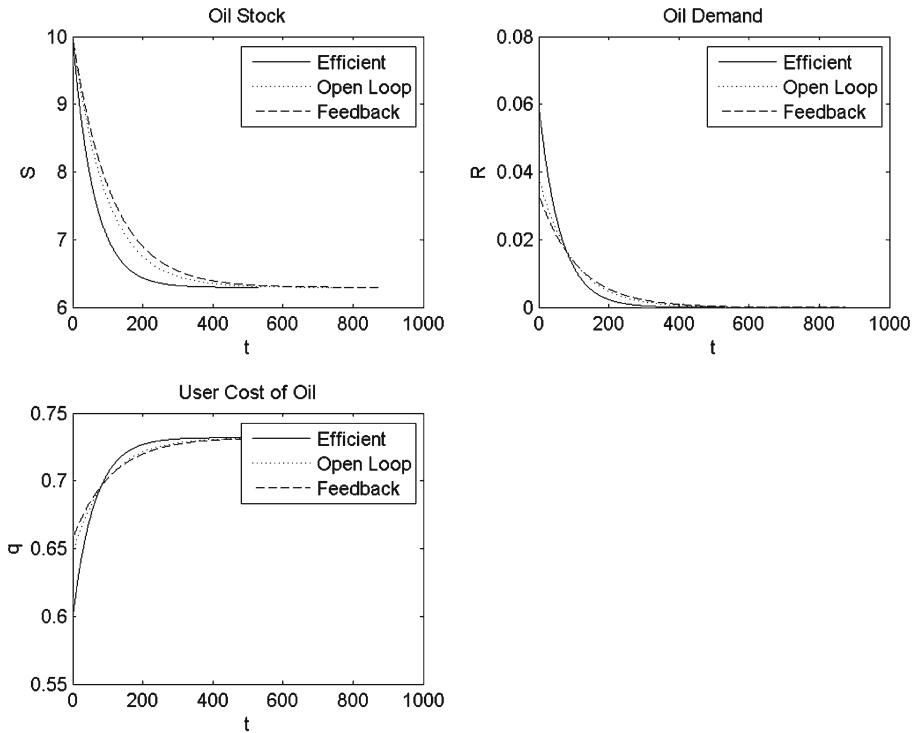 Oil Stock
10
9
8
7
6
S
0 200 400 600 800 1000
t
Efficient
Open Loop
Feedback
Oil Demand
0.08
0.06
0.04
0.02
0
R
0 200 400 600 800 1000
t
Efficient
Open Loop
Feedback
User Cost of Oil
0.75
0.7
0.65
0.6
0.55
q
0 200 400 600 800 1000
t
Efficient
Open Loop
Feedback